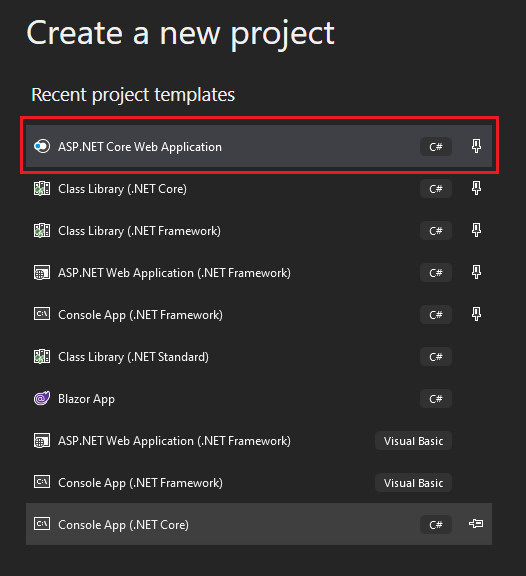 Create a new project
Recent project templates
ASP.NET Core Web Application C#
Class Library (.NET Core) C#
Class Library (.NET Framework) C#
ASP.NET Web Application (.NET Framework) C#
C:\ Console App (.NET Framework) C#
Class Library (.NET Standard) C#
Blazor App C#
ASP.NET Web Application (.NET Framework) Visual Basic
C:\ Console App (.NET Framework) Visual Basic
C:\ Console App (.NET Core) C#